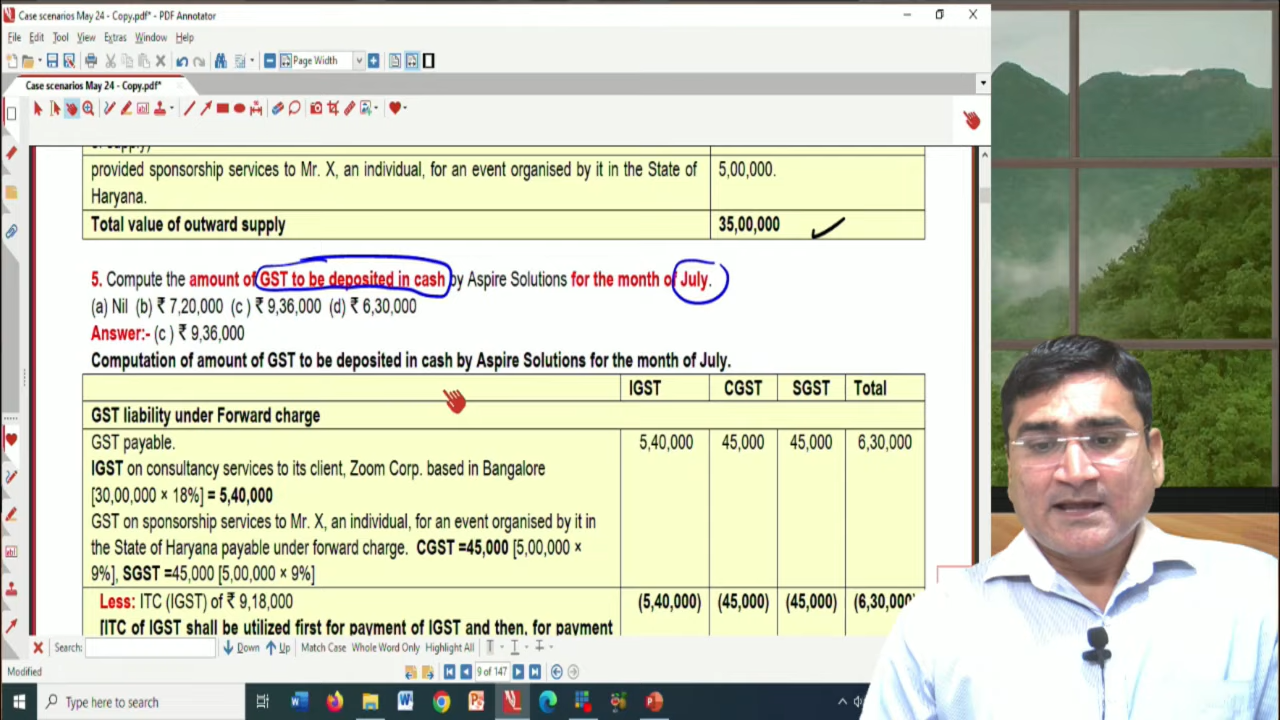 Case scenarios May 24 - Copy.pdf* - PDF Annotator
File Edit Tool View Extras Window Help
Page Width
Case scenarios May 24 - Copy.pdf*
of supply)
provided sponsorship services to Mr. X, an individual, for an event organised by it in the State of 5,00,000.
Haryana.
Total value of outward supply 35,00,000
5. Compute the amount of GST to be deposited in cash by Aspire Solutions for the month of July.
(a) Nil (b) ₹ 7,20,000 (c ) ₹ 9,36,000 (d) ₹ 6,30,000
Answer:- (c ) ₹ 9,36,000
Computation of amount of GST to be deposited in cash by Aspire Solutions for the month of July.
IGST CGST SGST Total
GST liability under Forward charge
GST payable. 5,40,000 45,000 45,000 6,30,000
IGST on consultancy services to its client, Zoom Corp. based in Bangalore
[30,00,000 × 18%] = 5,40,000
GST on sponsorship services to Mr. X, an individual, for an event organised by it in
the State of Haryana payable under forward charge. CGST =45,000 [5,00,000 ×
9%], SGST =45,000 [5,00,000 × 9%]
Less: ITC (IGST) of ₹ 9,18,000 (5,40,000) (45,000) (45,000) (6,30,000)
[ITC of IGST shall be utilized first for payment of IGST and then, for payment
Search: Down Up Match Case Whole Word Only Highlight All
Modified 9 of 147
Type here to search